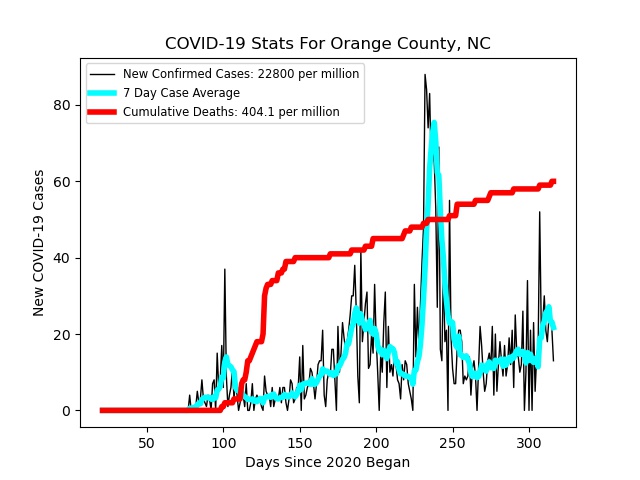 COVID-19 Stats For Orange County, NC
New Confirmed Cases: 22800 per million
7 Day Case Average
Cumulative Deaths: 404.1 per million
New COVID-19 Cases
80
60
40
20
0
50 100 150 200 250 300
Days Since 2020 Began